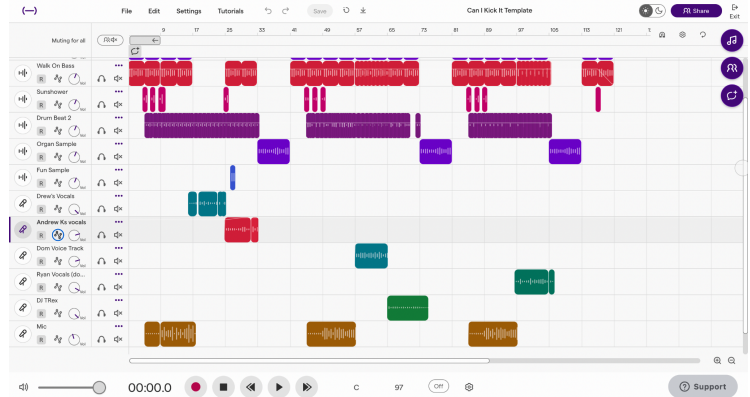 File Edit Settings Tutorials Save Can I Kick It Template Share Exit
Muting for all 9 17 25 33 41 49 57 65 73 81 89 97 105 113 121
Walk On Bass
R
Sunshower
R
Drum Beat 2
R
Organ Sample
R
Fun Sample
R
Drew's Vocals
R
Andrew Ks vocals
R
Dom Voice Track
R
Ryan Vocals (do...
R
DJ TRex
R
Mic
R
00:00.0 C 97 Off Support